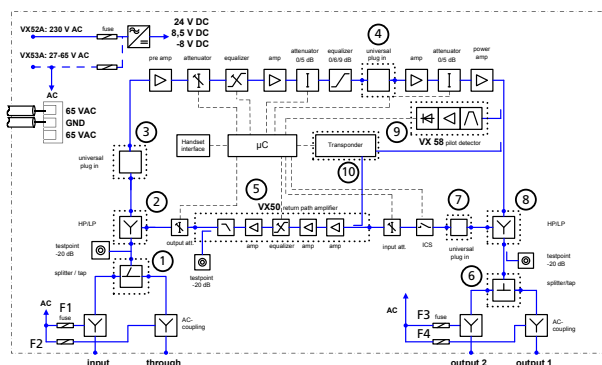 VX52A: 230 V AC
fuse
24 V DC
8,5 V DC
-8 V DC
VX53A: 27-65 V AC
AC
65 VAC
GND
65 VAC
pre amp
attenuator
equalizer
amp
attenuator
0/5 dB
equalizer
0/6/9 dB
4
universal
plug in
amp
attenuator
0/5 dB
power
amp
3
universal
plug in
Handset
interface
µC
Transponder
9
VX 58 pilot detector
10
2
HP/LP
testpoint
-20 dB
output att.
5
VX50 return path amplifier
amp
equalizer
amp
amp
testpoint
-20 dB
input att.
ICS
7
universal
plug in
8
HP/LP
testpoint
-20 dB
splitter / tap
1
6
splitter/tap
AC
F1
fuse
F2
AC-
coupling
input
through
AC
F3
fuse
F4
AC-
coupling
output 2
output 1